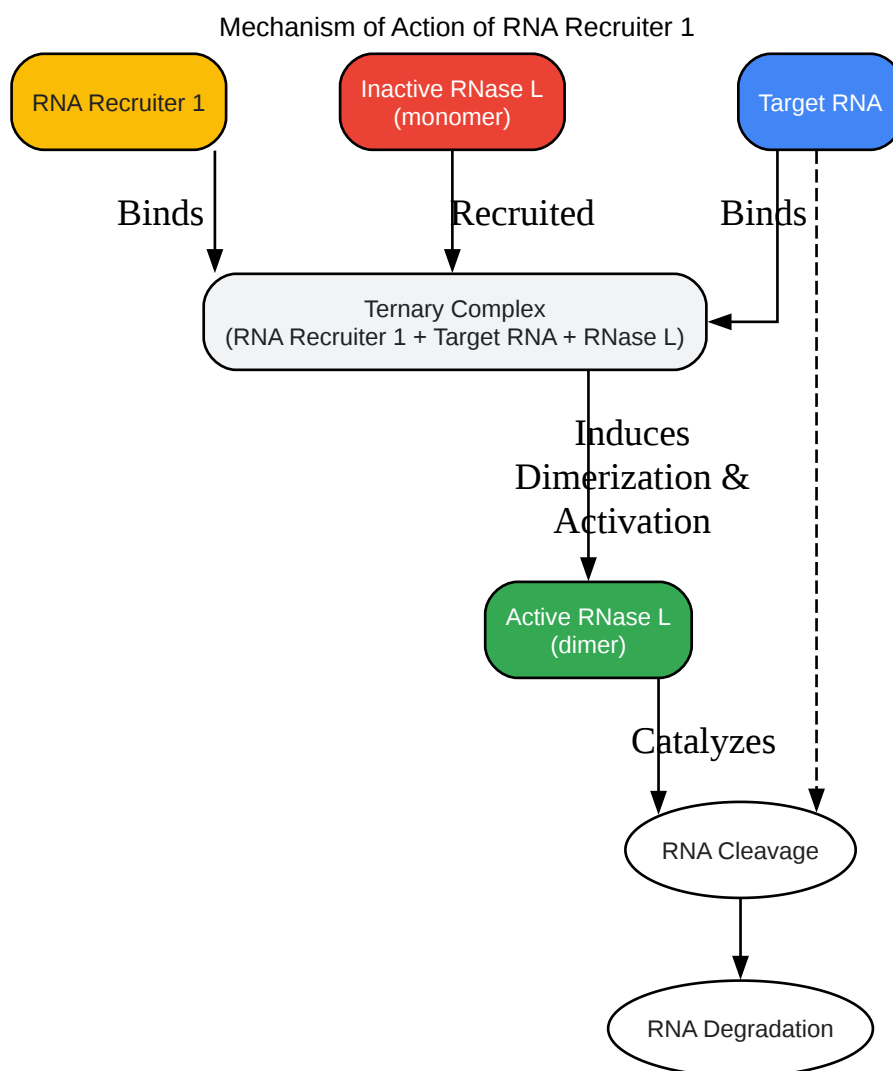 Mechanism of Action of RNA Recruiter 1
RNA Recruiter 1
Inactive RNase L
(monomer)
Target RNA
Binds
Recruited
Binds
Ternary Complex
(RNA Recruiter 1 + Target RNA + RNase L)
Induces
Dimerization &
Activation
Active RNase L
(dimer)
Catalyzes
RNA Cleavage
RNA Degradation